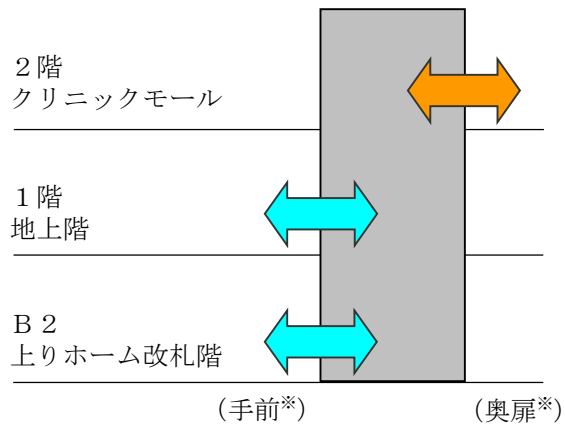 ２階
クリニックモール
１階
地上階
Ｂ２
上りホーム改札階
（手前※）
（奥扉※）